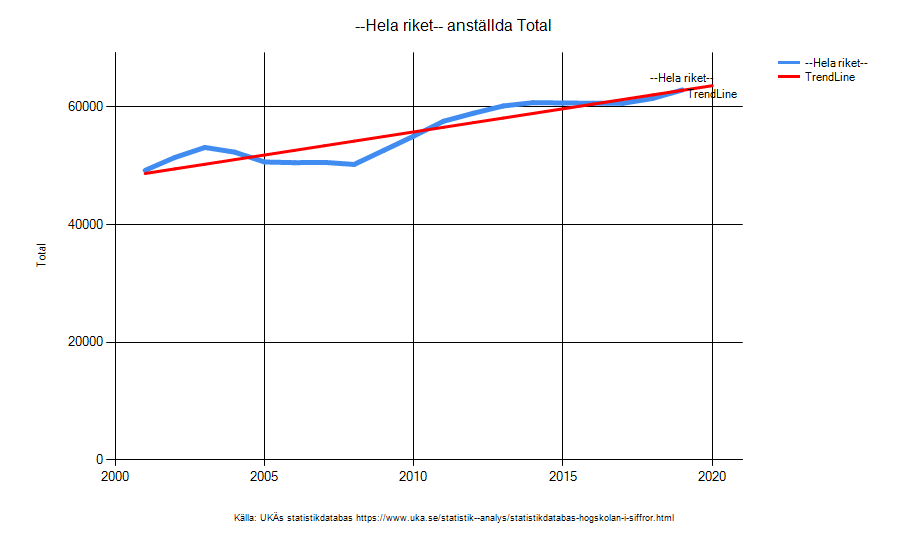 --Hela riket-- anställda Total
--Hela riket--
TrendLine
--Hela riket--
TrendLine
60000
40000
Total
20000
0
2000 2005 2010 2015 2020
Källa: UKÄs statistikdatabas https://www.uka.se/statistik--analys/statistikdatabas-hogskolan-i-siffror.html